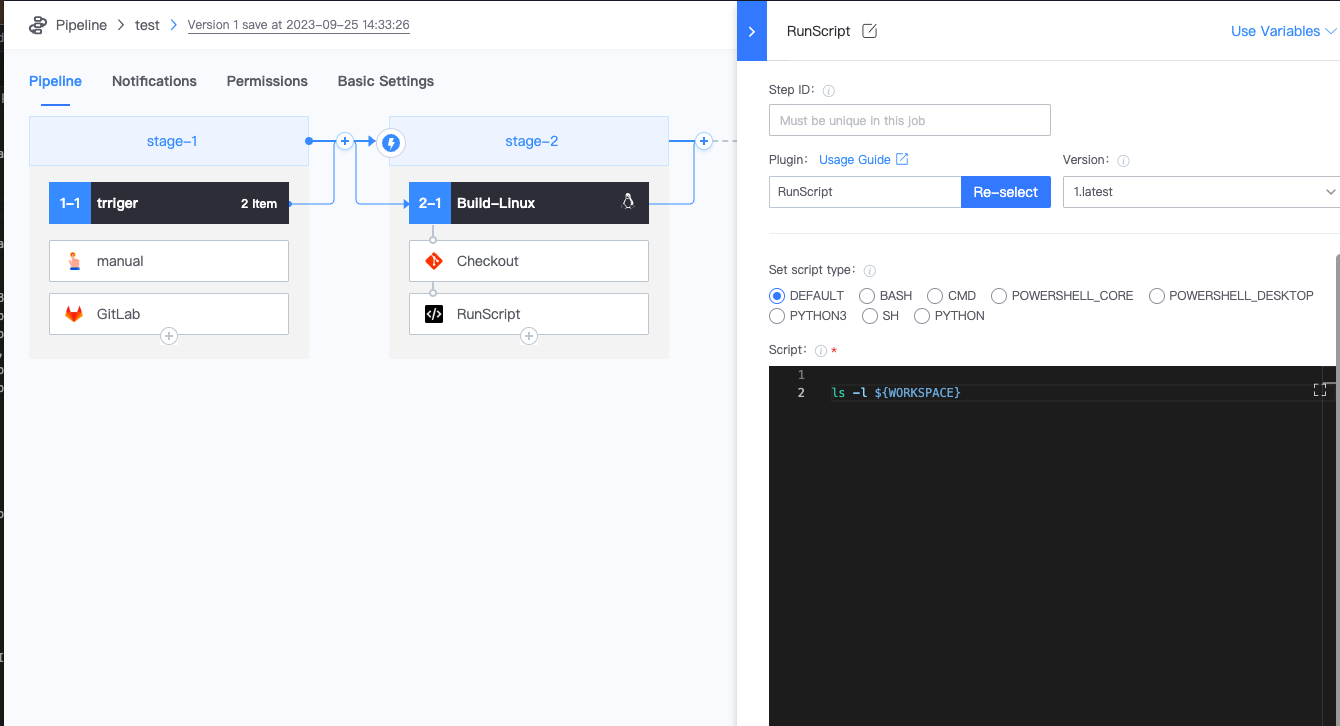 Pipeline > test > Version 1 save at 2023-09-25 14:33:26
Pipeline Notifications Permissions Basic Settings
stage-1
1-1 trriger 2 Item
manual
GitLab
stage-2
2-1 Build-Linux
Checkout
RunScript
RunScript
Use Variables
Step ID:
Must be unique in this job
Plugin: Usage Guide
Version:
RunScript Re-select
1.latest
Set script type:
DEFAULT BASH CMD POWERSHELL_CORE POWERSHELL_DESKTOP
PYTHON3 SH PYTHON
Script: *
1
2 ls -l ${WORKSPACE}